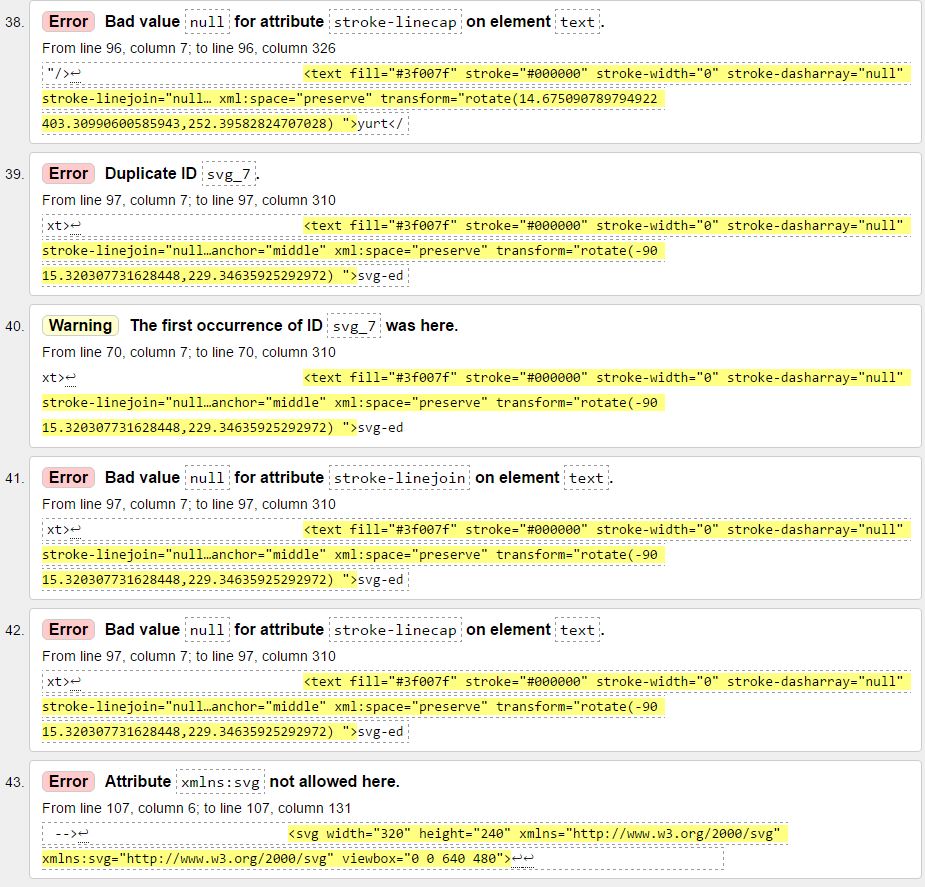 38. Error Bad value null for attribute stroke-linecap on element text.
From line 96, column 7; to line 96, column 326
"/>↩ <text fill="#3f007f" stroke="#000000" stroke-width="0" stroke-dasharray="null"
stroke-linejoin="null… xml:space="preserve" transform="rotate(14.675090789794922
403.30990600585943,252.39582824707028) ">yurt</
39. Error Duplicate ID svg_7.
From line 97, column 7; to line 97, column 310
xt>↩ <text fill="#3f007f" stroke="#000000" stroke-width="0" stroke-dasharray="null"
stroke-linejoin="null…anchor="middle" xml:space="preserve" transform="rotate(-90
15.320307731628448,229.34635925292972) ">svg-ed
40. Warning The first occurrence of ID svg_7 was here.
From line 70, column 7; to line 70, column 310
xt>↩ <text fill="#3f007f" stroke="#000000" stroke-width="0" stroke-dasharray="null"
stroke-linejoin="null…anchor="middle" xml:space="preserve" transform="rotate(-90
15.320307731628448,229.34635925292972) ">svg-ed
41. Error Bad value null for attribute stroke-linejoin on element text.
From line 97, column 7; to line 97, column 310
xt>↩ <text fill="#3f007f" stroke="#000000" stroke-width="0" stroke-dasharray="null"
stroke-linejoin="null…anchor="middle" xml:space="preserve" transform="rotate(-90
15.320307731628448,229.34635925292972) ">svg-ed
42. Error Bad value null for attribute stroke-linecap on element text.
From line 97, column 7; to line 97, column 310
xt>↩ <text fill="#3f007f" stroke="#000000" stroke-width="0" stroke-dasharray="null"
stroke-linejoin="null…anchor="middle" xml:space="preserve" transform="rotate(-90
15.320307731628448,229.34635925292972) ">svg-ed
43. Error Attribute xmlns:svg not allowed here.
From line 107, column 6; to line 107, column 131
-->↩ <svg width="320" height="240" xmlns="http://www.w3.org/2000/svg"
xmlns:svg="http://www.w3.org/2000/svg" viewbox="0 0 640 480">↩↩